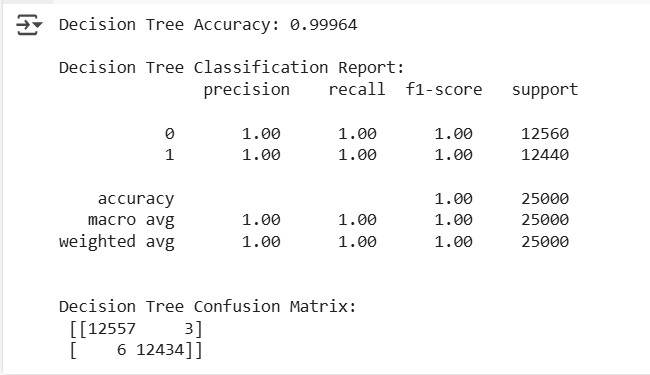 Decision Tree Accuracy: 0.99964
Decision Tree Classification Report:
precision recall f1-score support
0 1.00 1.00 1.00 12560
1 1.00 1.00 1.00 12440
accuracy 1.00 25000
macro avg 1.00 1.00 1.00 25000
weighted avg 1.00 1.00 1.00 25000
Decision Tree Confusion Matrix:
[[12557 3]
[ 6 12434]]